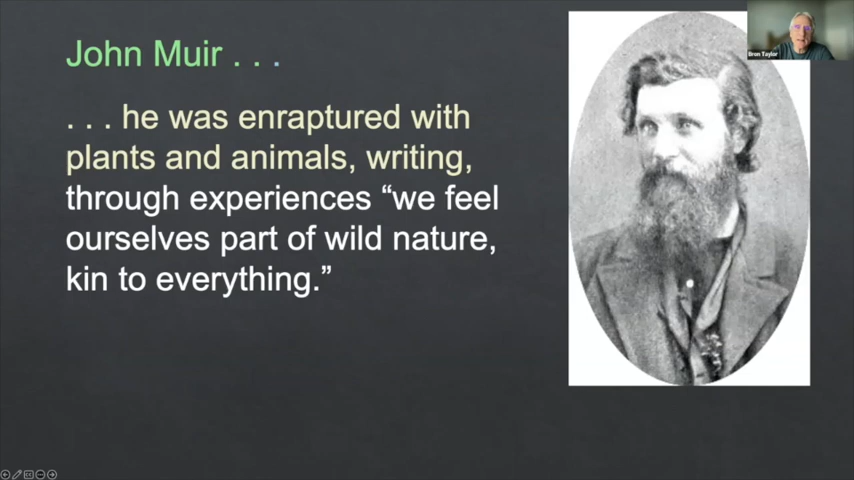 John Muir . . .
. . . he was enraptured with
plants and animals, writing,
through experiences “we feel
ourselves part of wild nature,
kin to everything.”
Bron Taylor